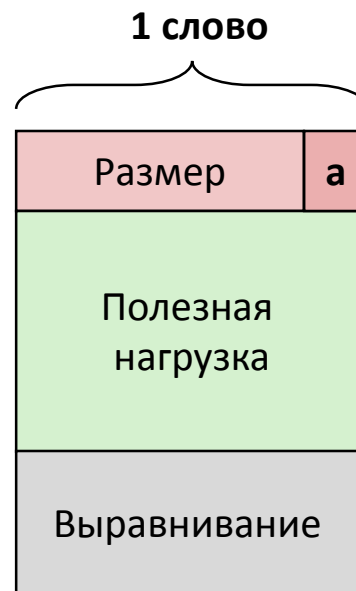 1 слово
Размер
a
Полезная
нагрузка
Выравнивание